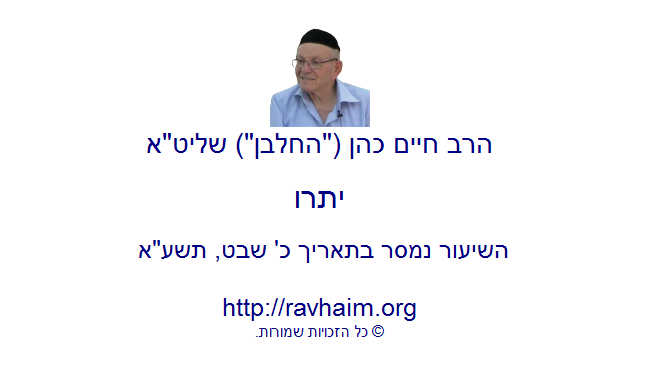 הרב חיים כהן ("החלבן") שליט"א
יתרו
השיעור נמסר בתאריך כ' שבט, תשע"א
http://ravhaim.org
© כל הזכויות שמורות.